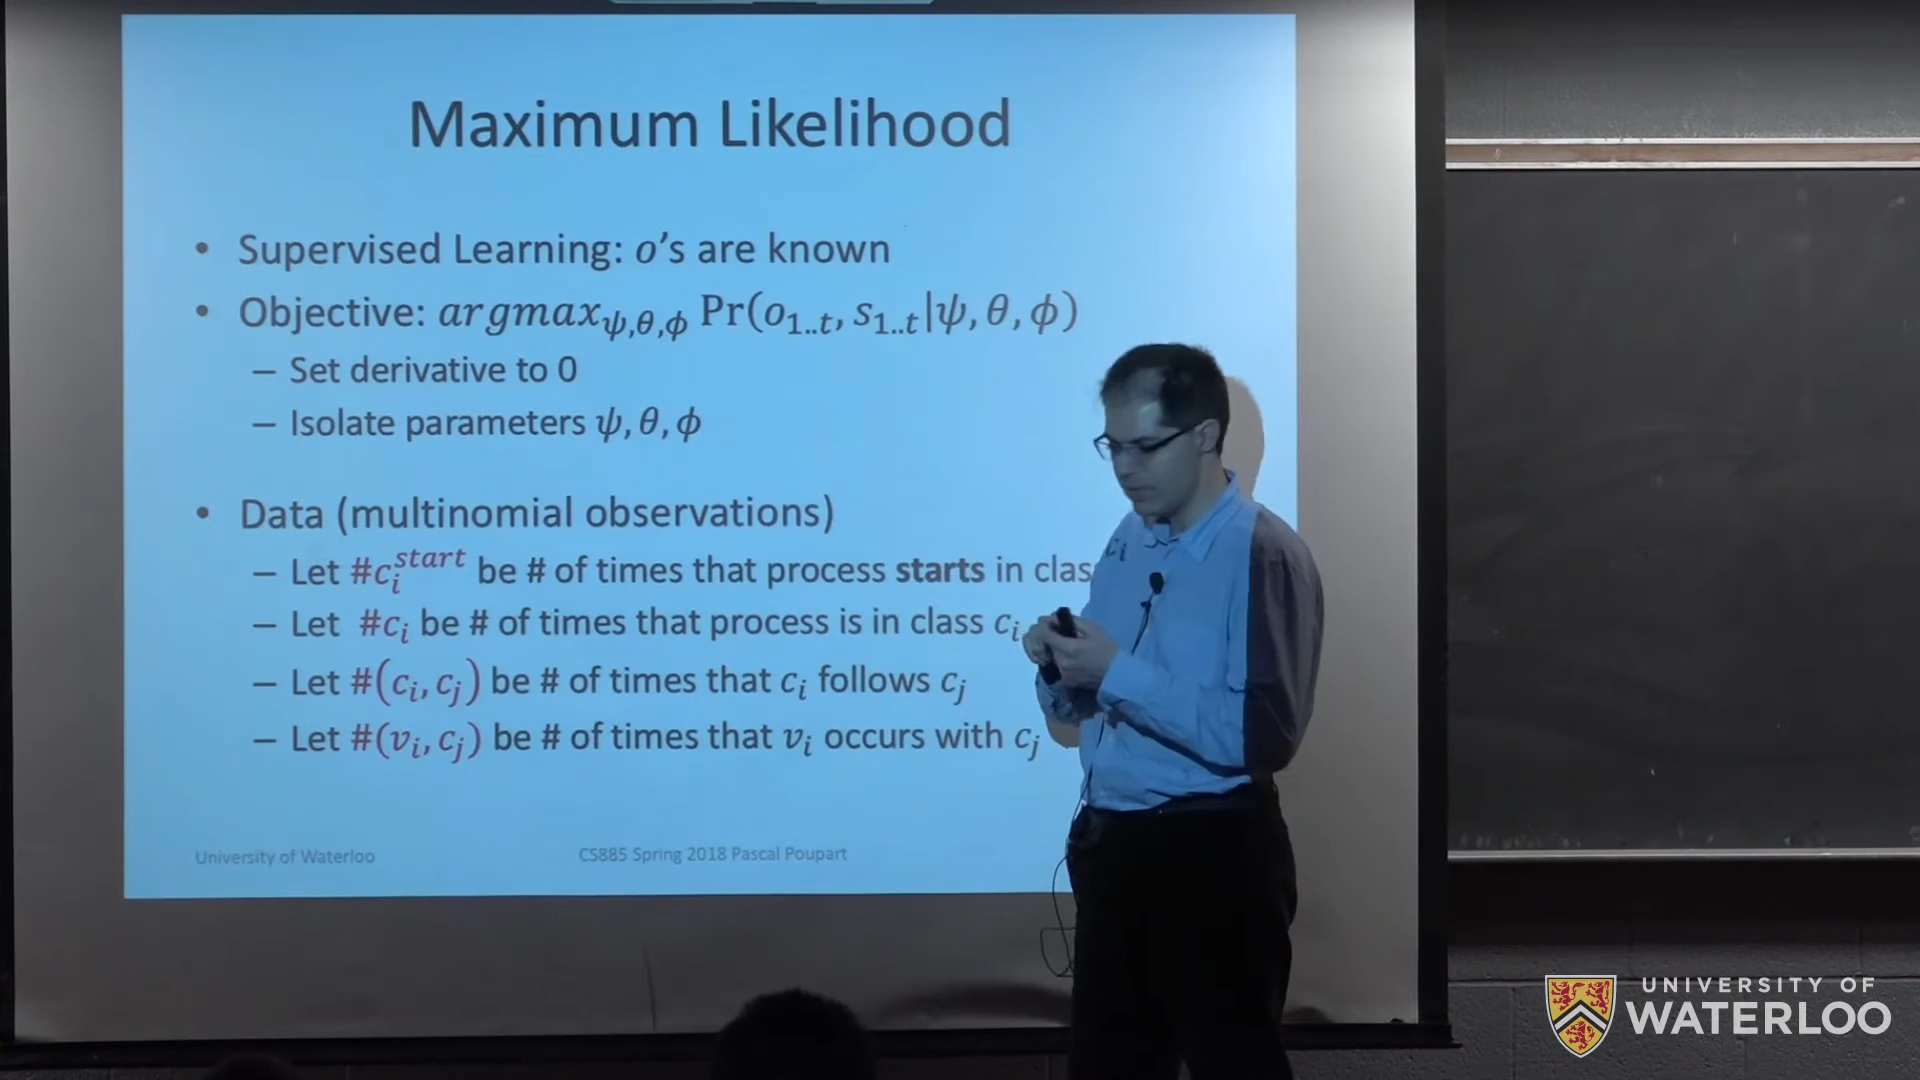 Maximum Likelihood
• Supervised Learning: o's are known
• Objective: argmax_{ψ,θ,ϕ} Pr(o_{1..t}, s_{1..t}|ψ, θ, ϕ)
– Set derivative to 0
– Isolate parameters ψ, θ, ϕ
• Data (multinomial observations)
– Let #c_i^{start} be # of times that process starts in clas c_i
– Let #c_i be # of times that process is in class c_i
– Let #(c_i, c_j) be # of times that c_i follows c_j
– Let #(v_i, c_j) be # of times that v_i occurs with c_j
University of Waterloo
CS885 Spring 2018 Pascal Poupart
UNIVERSITY OF
WATERLOO